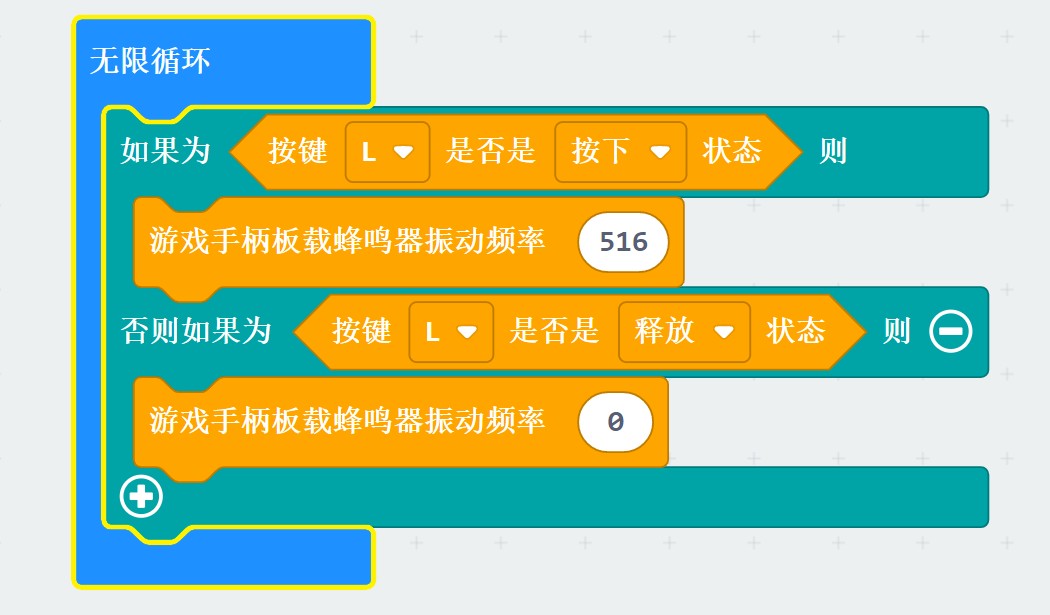 无限循环
如果为 按键 L 是否是 按下 状态 则
游戏手柄板载蜂鸣器振动频率 516
否则如果为 按键 L 是否是 释放 状态 则
游戏手柄板载蜂鸣器振动频率 0